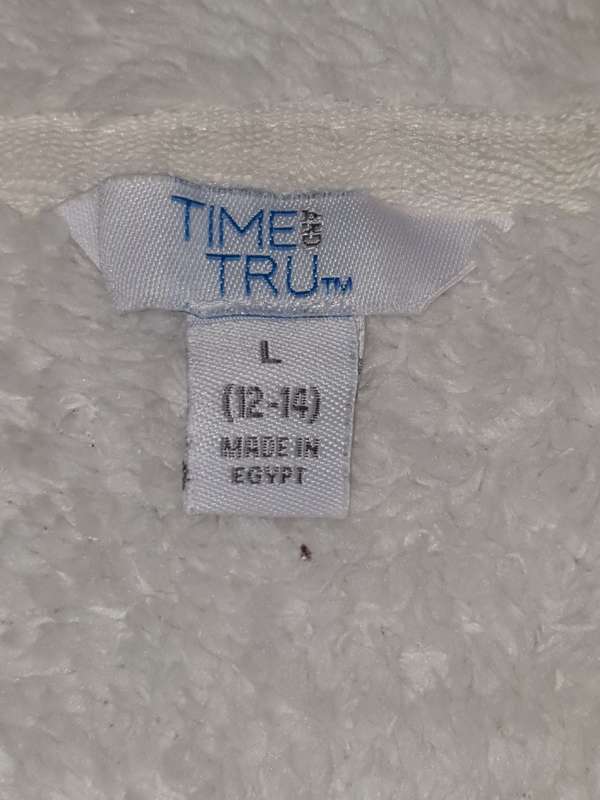 TIME AND
TRU™
L
(12-14)
MADE IN
EGYPT